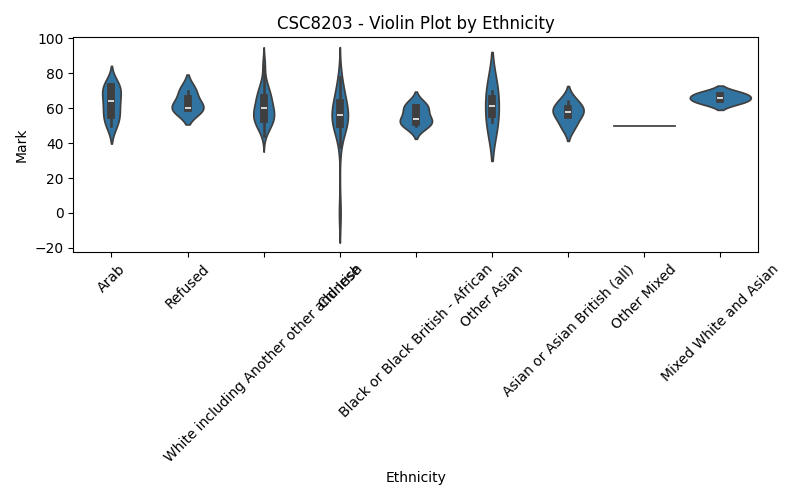 CSC8203 - Violin Plot by Ethnicity
Mark
100
80
60
40
20
0
−20
Arab
Refused
White including Another other and Irish
Chinese
Black or Black British - African
Other Asian
Asian or Asian British (all)
Other Mixed
Mixed White and Asian
Ethnicity